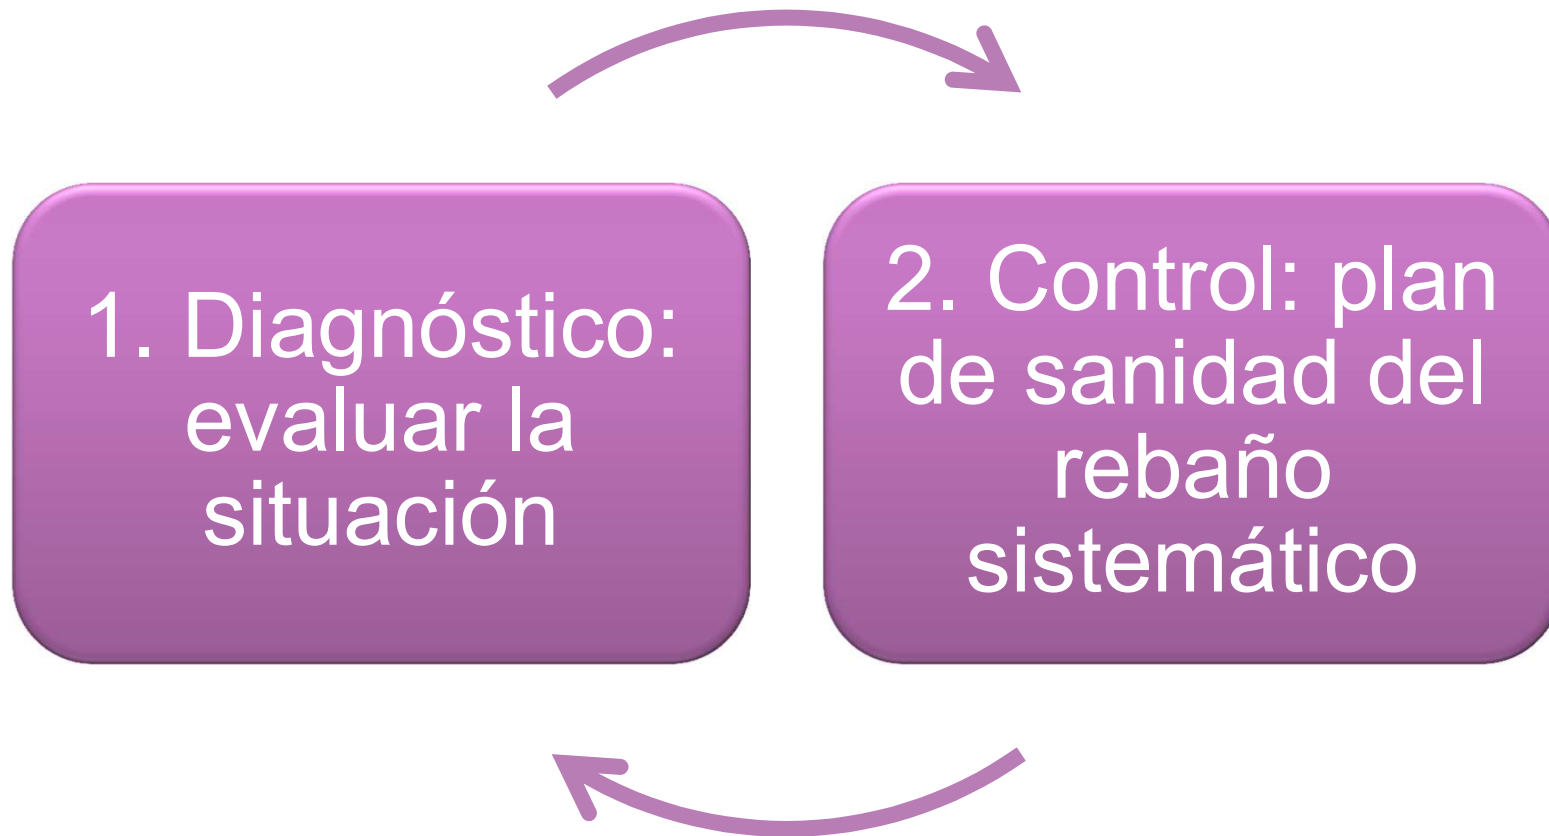 1. Diagnóstico:
evaluar la
situación
2. Control: plan
de sanidad del
rebaño
sistemático